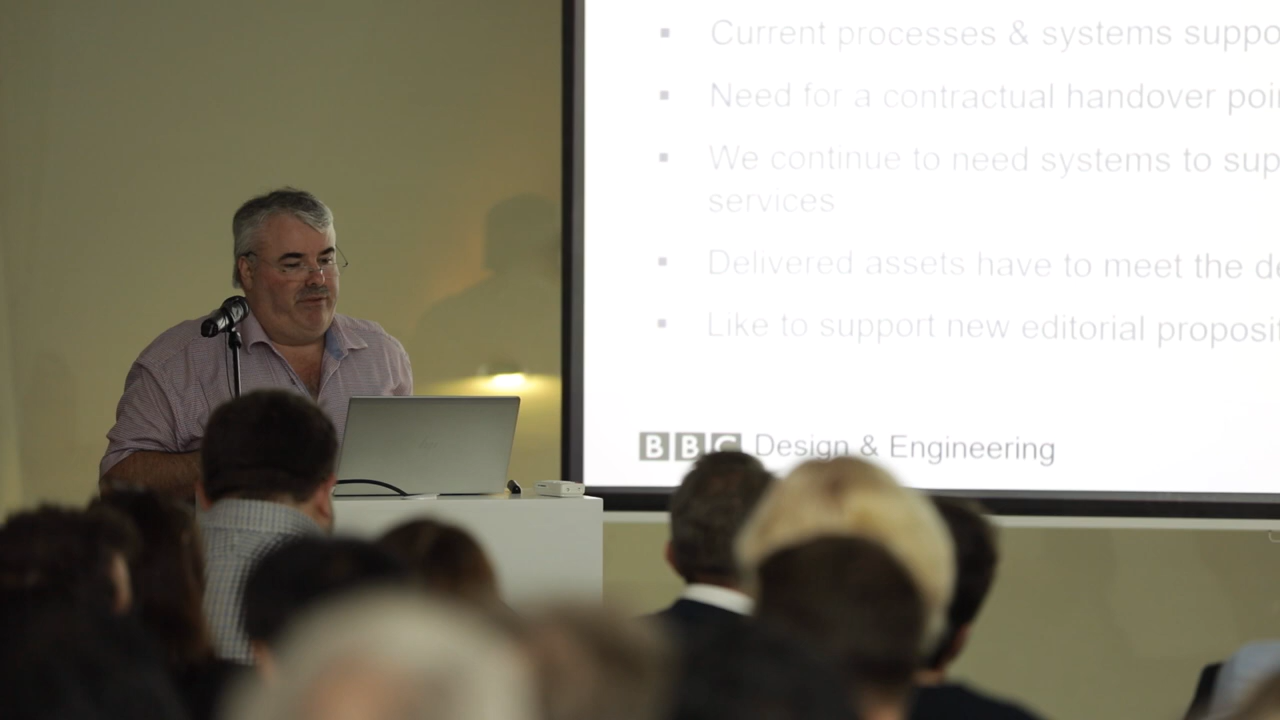 Current processes & systems suppo
Need for a contractual handover poi
We continue to need systems to sup
services
Delivered assets have to meet the de
Like to support new editorial proposi
BBC Design & Engineering